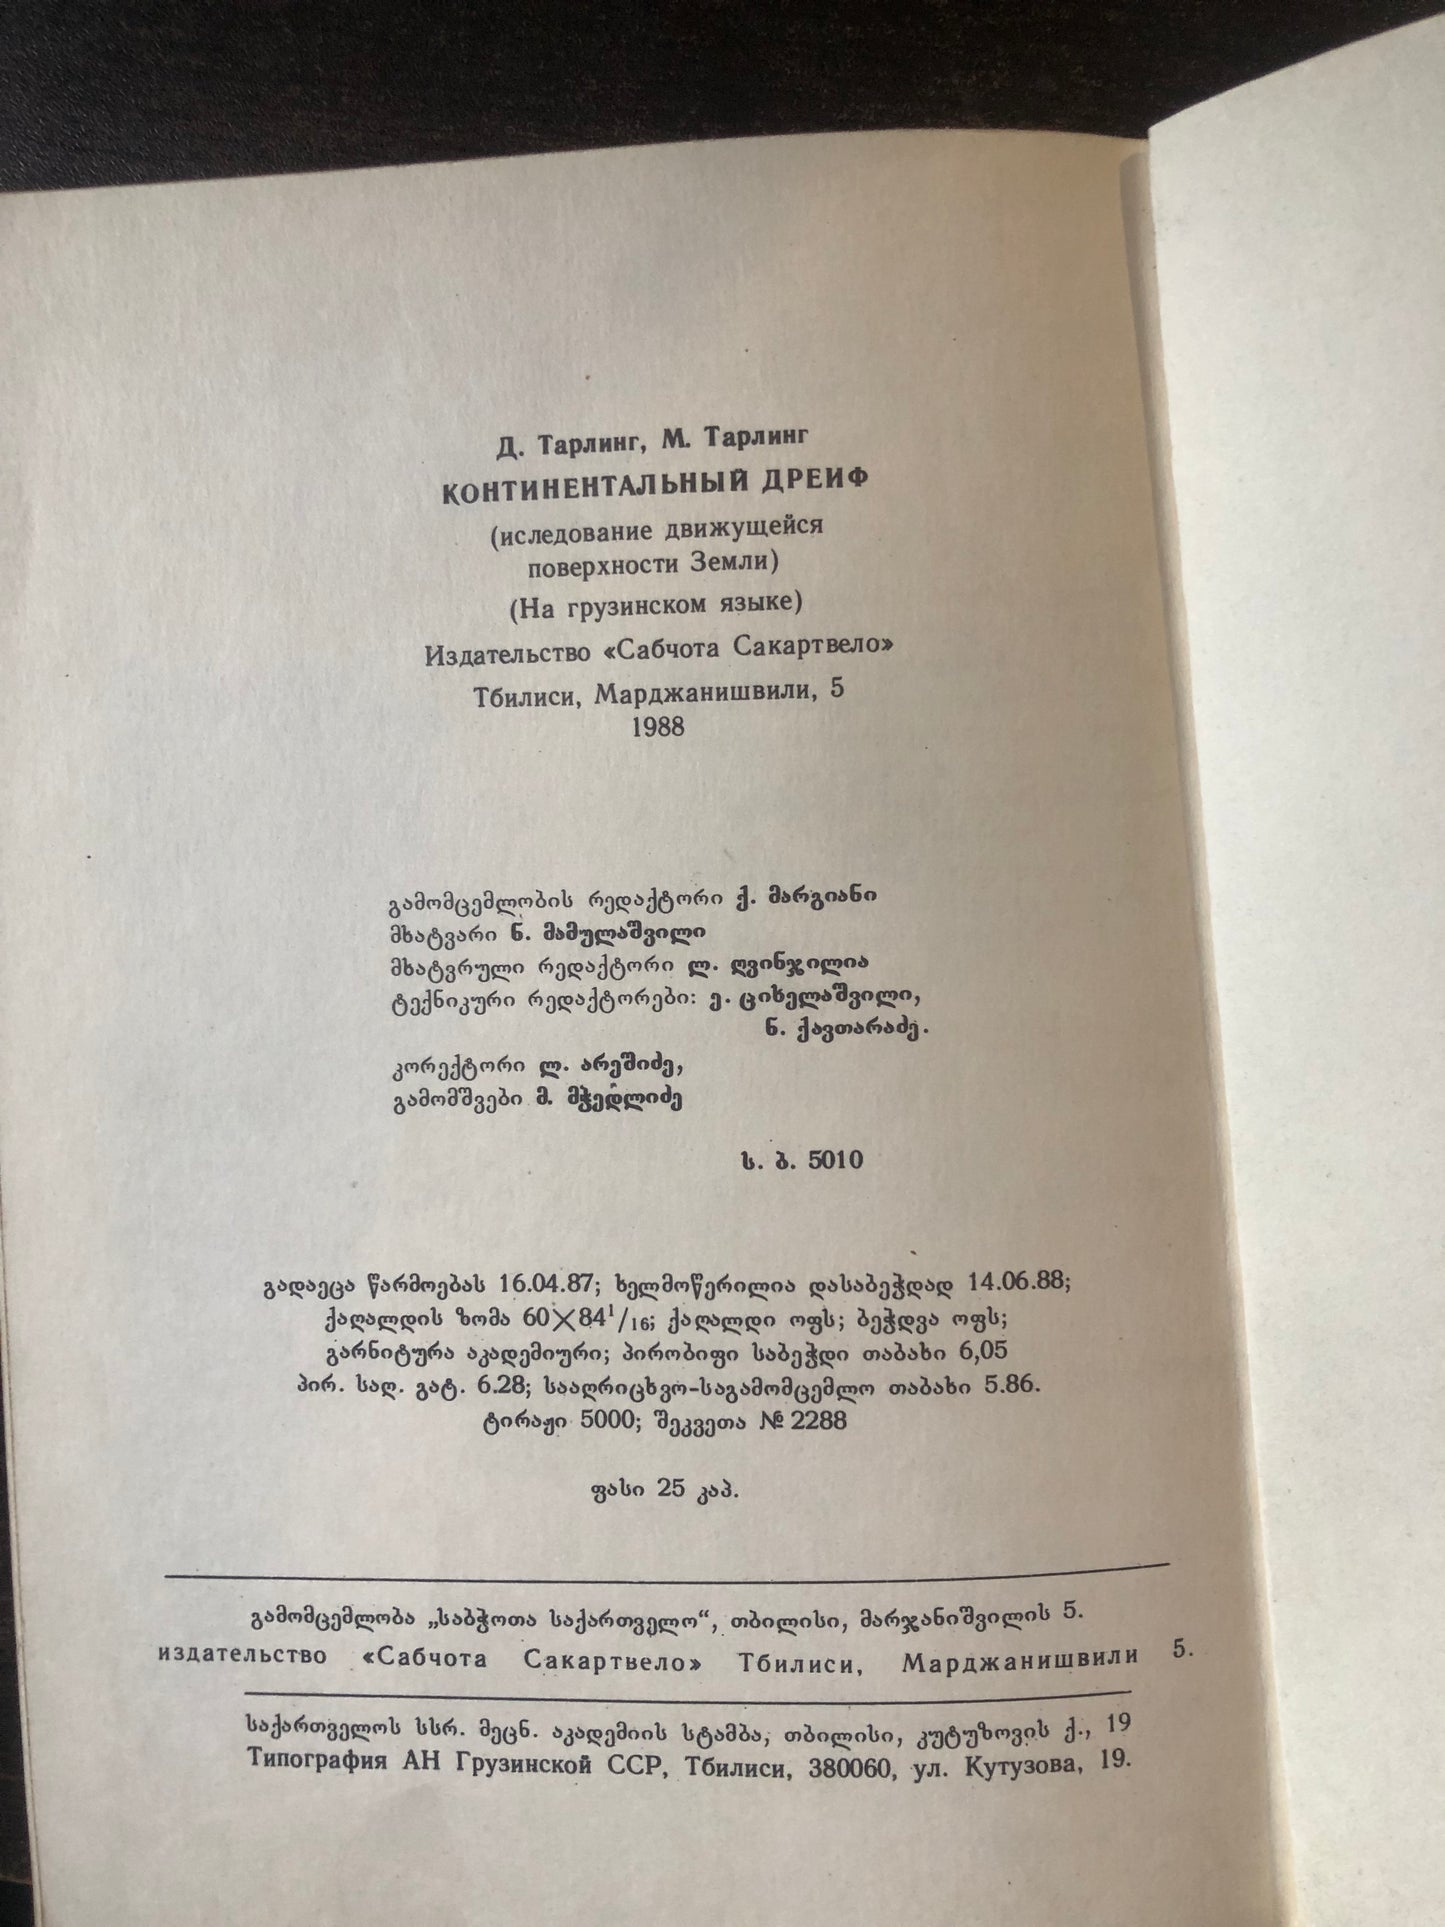 Д. Тарлинг, М. Тарлинг
КОНТИНЕНТАЛЬНЫЙ ДРЕИФ
(иследование движущейся
поверхности Земли)
(На грузинском языке)
Издательство «Сабчота Сакартвело»
Тбилиси, Марджанишвили, 5
1988
გამომცემლობის რედაქტორი ქ. მარგიანი
მხატვარი ნ. მამულაშვილი
მხატვრული რედაქტორი ლ. ღვინჯილია
ტექნიკური რედაქტორები: ე. ციხელაშვილი,
ნ. ქავთარაძე.
კორექტორი ლ. არეშიძე,
გამომშვები მ. მჭედლიძე
ს. ბ. 5010
გადაეცა წარმოებას 16.04.87; ხელმოწერილია დასაბეჭდად 14.06.88;
ქაღალდის ზომა 60×84¹/₁₆; ქაღალდი ოფს; ბეჭდვა ოფს;
გარნიტურა აკადემიური; პირობიფი საბეჭდი თაბახი 6,05
პირ. საღ. გატ. 6.28; სააღრიცხვო-საგამომცემლო თაბახი 5.86.
ტირაჟი 5000; შეკვეთა № 2288
ფასი 25 კაპ.
გამომცემლობა „საბჭოთა საქართველო“, თბილისი, მარჯანიშვილის 5.
издательство «Сабчота Сакартвело» Тбилиси, Марджанишвили 5.
საქართველოს სსრ. მეცნ. აკადემიის სტამბა, თბილისი, კუტუზოვის ქ., 19
Типография АН Грузинской ССР, Тбилиси, 380060, ул. Кутузова, 19.